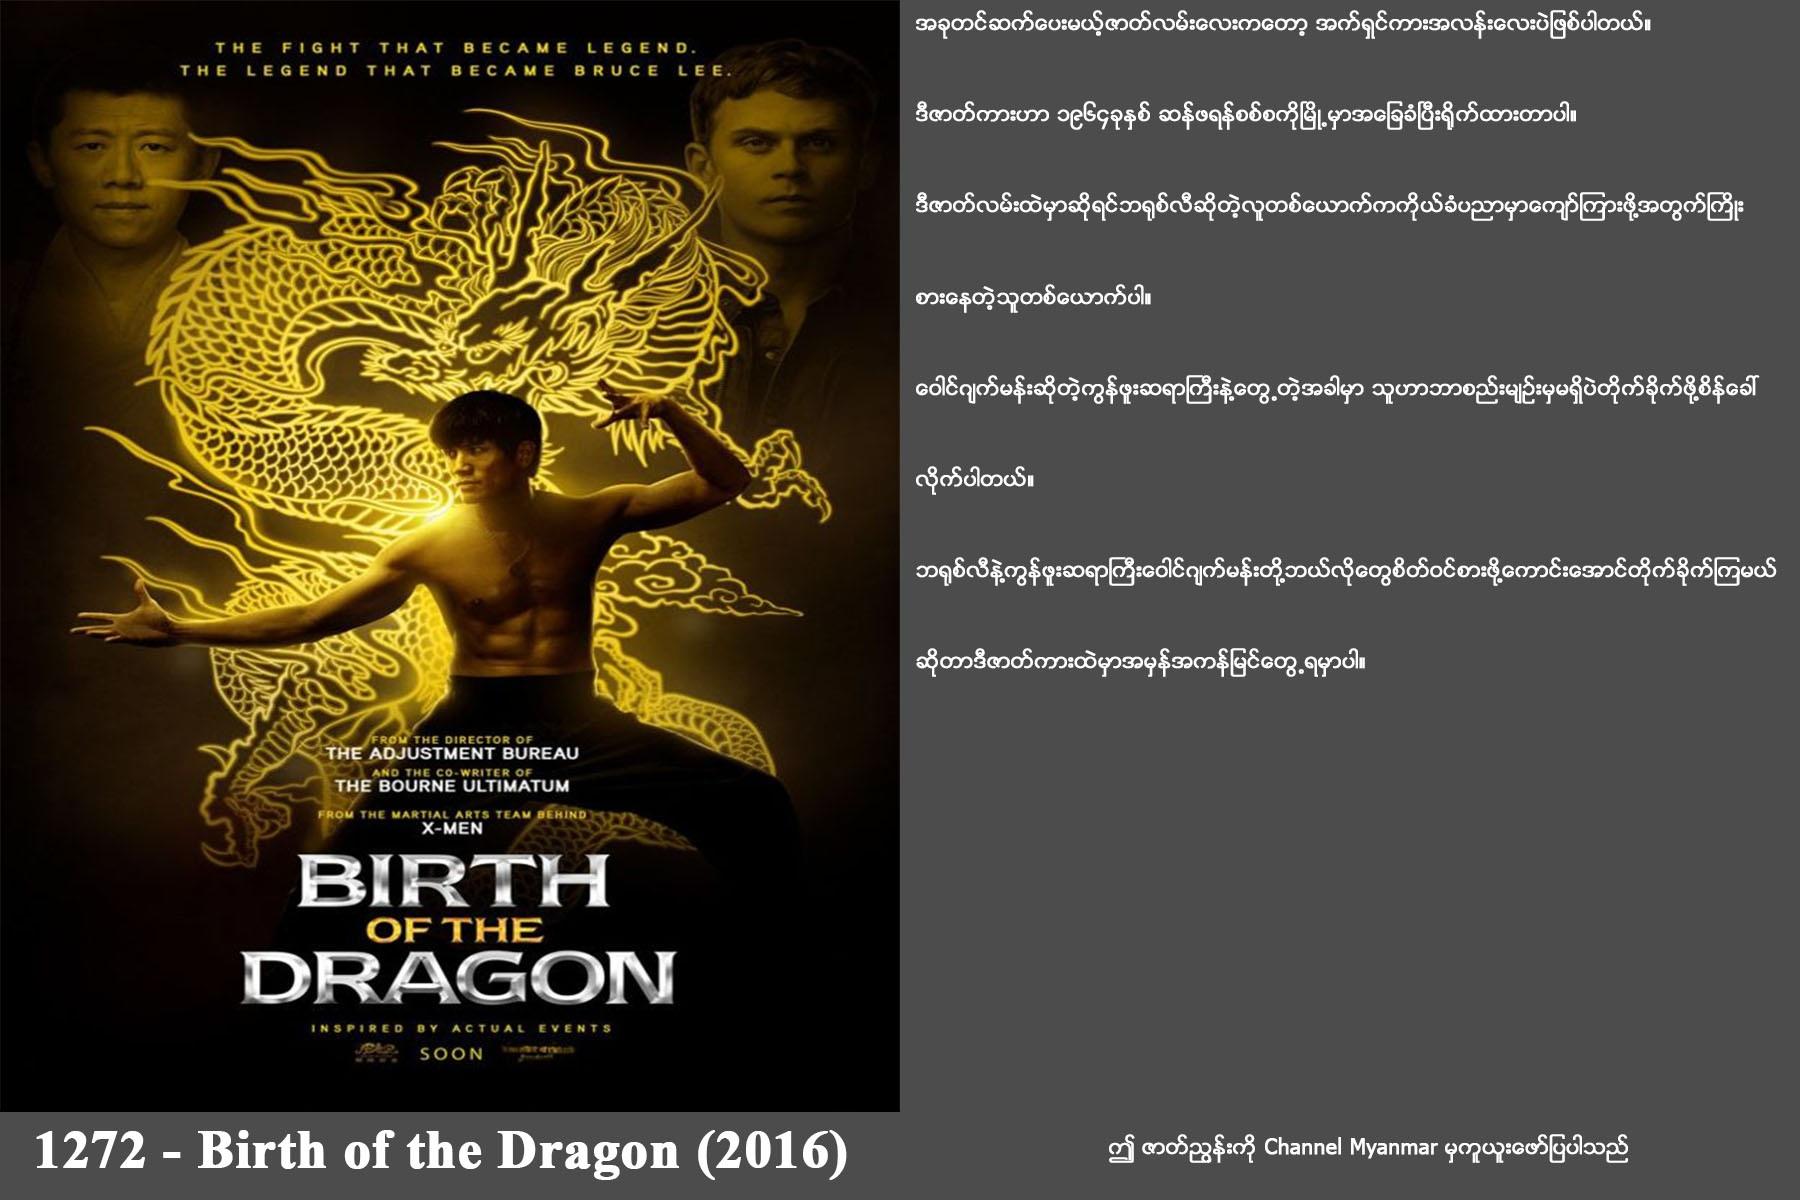 THE FIGHT THAT BECAME LEGEND.
THE LEGEND THAT BECAME BRUCE LEE.
FROM THE DIRECTOR OF
THE ADJUSTMENT BUREAU
AND THE CO-WRITER OF
THE BOURNE ULTIMATUM
FROM THE MARTIAL ARTS TEAM BEHIND
X-MEN
BIRTH
OF THE
DRAGON
INSPIRED BY ACTUAL EVENTS
SOON
1272 - Birth of the Dragon (2016)
အခုတင်ဆက်ပေးမယ့်ဇာတ်လမ်းလေးကတော့ အက်ရှင်ကားအလန်းလေးပဲဖြစ်ပါတယ်။
ဒီဇာတ်ကားဟာ ၁၉၆၄ခုနှစ် ဆန်ဖရန်စစ်စကိုမြို့မှာအခြေခံပြီးရိုက်ထားတာပါ။
ဒီဇာတ်လမ်းထဲမှာဆိုရင်ဘရုစ်လီဆိုတဲ့လူတစ်ယောက်ကကိုယ်ခံပညာမှာကျော်ကြားဖို့အတွက်ကြိုး
စားနေတဲ့သူတစ်ယောက်ပါ။
ဝေါင်ဂျက်မန်းဆိုတဲ့ကွန်ဖူးဆရာကြီးနဲ့တွေ့တဲ့အခါမှာ သူဟာဘာစည်းမျဉ်းမှမရှိပဲတိုက်ခိုက်ဖို့စိန်ခေါ်
လိုက်ပါတယ်။
ဘရုစ်လီနဲ့ကွန်ဖူးဆရာကြီးဝေါင်ဂျက်မန်းတို့ဘယ်လိုတွေစိတ်ဝင်စားဖို့ကောင်းအောင်တိုက်ခိုက်ကြမယ်
ဆိုတာဒီဇာတ်ကားထဲမှာအမှန်အကန်မြင်တွေ့ရမှာပါ။
ဤ ဇာတ်ညွှန်းကို Channel Myanmar မှကူယူးဖော်ပြပါသည်